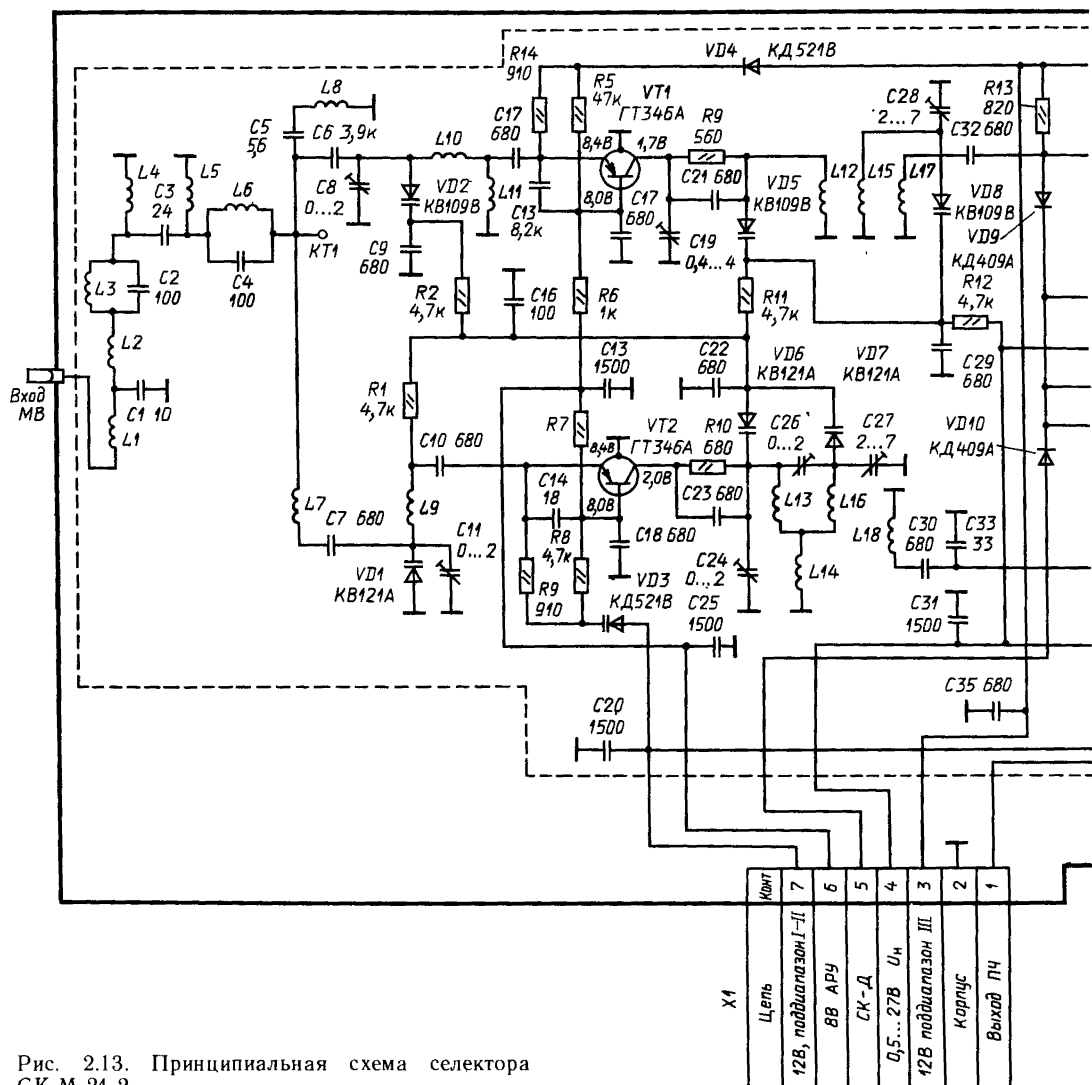 R14
910
R5
47к
VD4 КД521В
VT1
ГТ346А
R9
560
C28
2...7
R13
820
L8
C5
5,6
C6 3,9к
C17
680
8,4В
1,7В
C32 680
L4
C3
24
L5
L6
L10
C8
0...2
VD2
КВ109В
L11
C13
8,2к
8,0В
C17
680
C21 680
VD5
КВ109В
L12
L15
L17
VD8
КВ109В
КТ1
C9
680
C19
0,4...4
VD9
КД409А
L3
C2
100
C4
100
R2
4,7к
C16
100
R6
1к
R11
4,7к
R12
4,7к
L2
C13
1500
C22
680
VD6
КВ121А
VD7
КВ121А
C29
680
Вход
МВ
C1 10
L1
R1
4,7к
R7
VT2
ГТ346А
R10
680
C26
0...2
C27
2...7
VD10
КД409А
C10 680
8,4В
2,0В
C14
18
8,0В
C23 680
L13
L16
L7
C7 680
L9
C11
0...2
R8
4,7к
C18 680
C24
0...2
L14
L18
C30
680
C33
33
VD1
КВ121А
R9
910
VD3
КД521В
C25
1500
C31
1500
C20
1500
C35 680
X1
Цепь
Конт
12В, поддиапазон I-II
7
8В АРУ
6
СК-Д
5
0,5...27В Uн
4
12В поддиапазон III
3
Корпус
2
Выход ПЧ
1
Рис. 2.13. Принципиальная схема селектора
СК-М-24-2